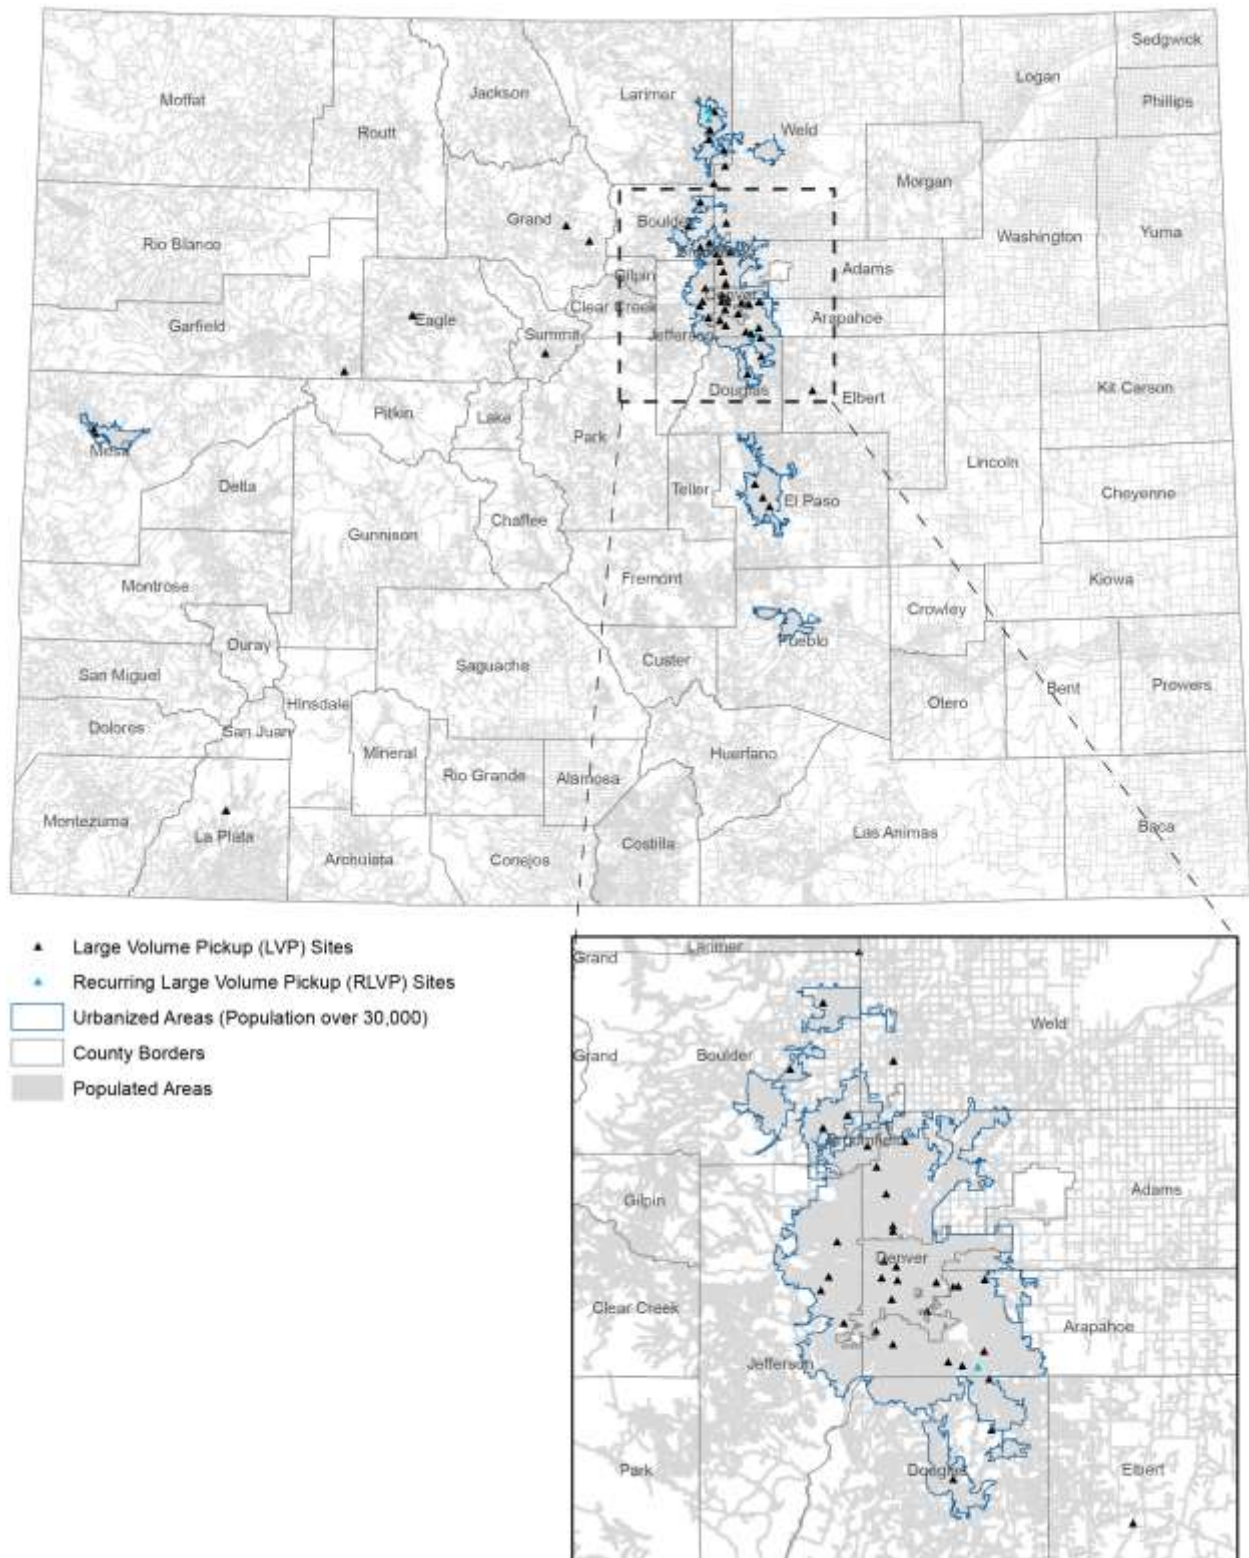 Sedgwick
Logan
Moffat
Jackson
Larimer
Phillips
Routt
Weld
Morgan
Grand
Boulder
Washington
Yuma
Rio Blanco
Adams
Gilpin
Clear Creek
Garfield
Eagle
Summit
Jefferson
Arapahoe
Kit Carson
Douglas
Elbert
Pitkin
Lake
Park
Mesa
Lincoln
Delta
Teller
El Paso
Cheyenne
Chaffee
Gunnison
Fremont
Kiowa
Montrose
Crowley
Ouray
Pueblo
Saguache
Custer
San Miguel
Hinsdale
Bent
Prowers
Otero
Dolores
San Juan
Mineral
Huerfano
Rio Grande
Alamosa
Montezuma
La Plata
Costilla
Las Animas
Baca
Archuleta
Conejos
Large Volume Pickup (LVP) Sites
Recurring Large Volume Pickup (RLVP) Sites
Urbanized Areas (Population over 30,000)
County Borders
Populated Areas
Larimer
Grand
Weld
Grand
Boulder
Broomfield
Gilpin
Adams
Denver
Clear Creek
Arapahoe
Jefferson
Park
Douglas
Elbert